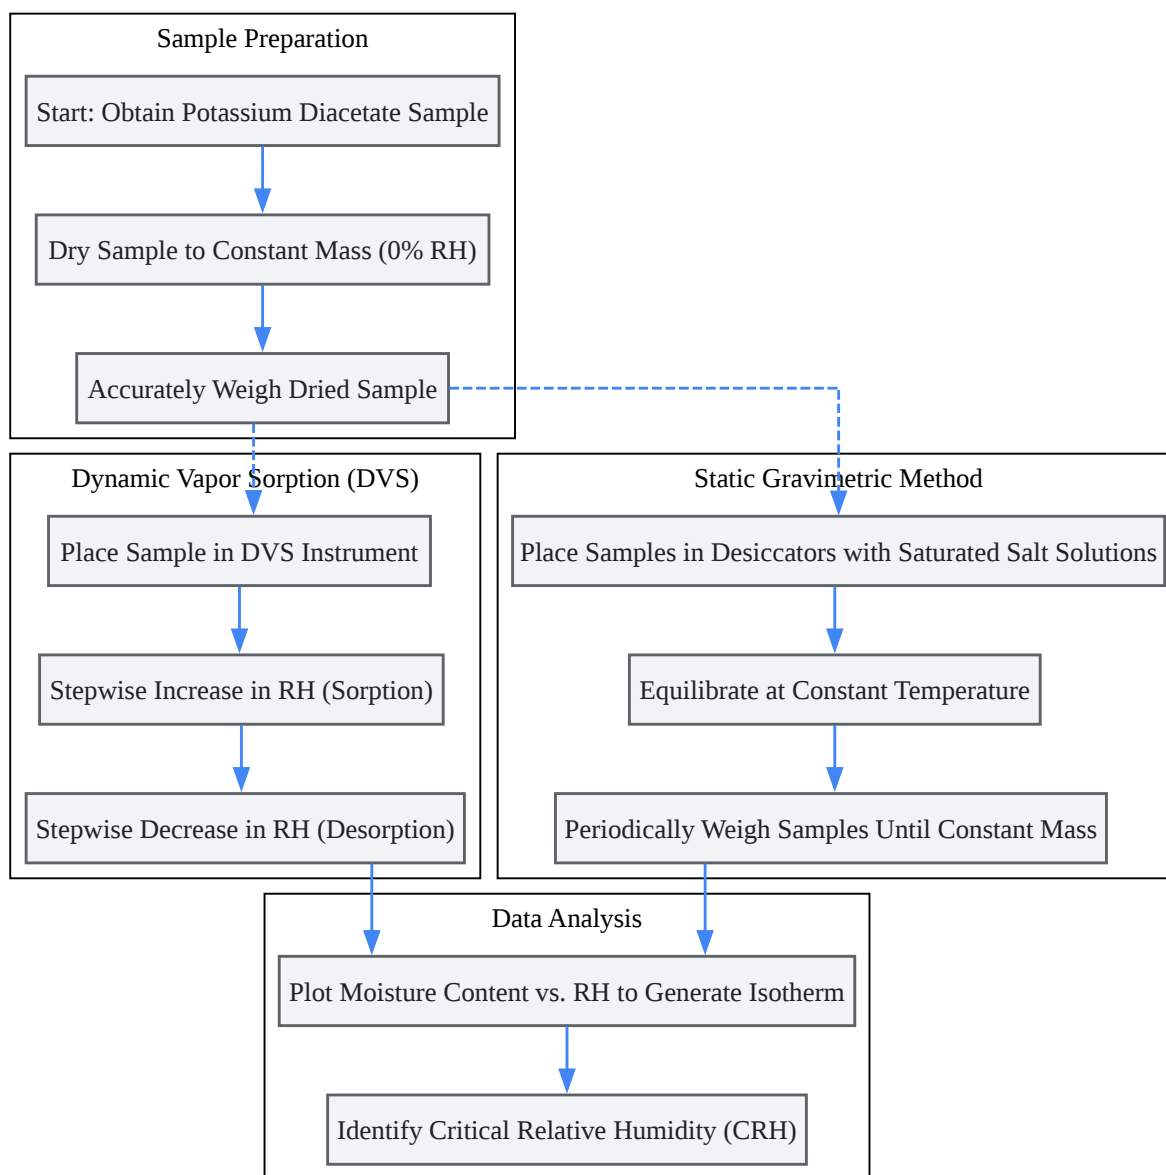 Sample Preparation
Start: Obtain Potassium Diacetate Sample
Dry Sample to Constant Mass (0% RH)
Accurately Weigh Dried Sample
Dynamic Vapor Sorption (DVS)
Place Sample in DVS Instrument
Stepwise Increase in RH (Sorption)
Stepwise Decrease in RH (Desorption)
Static Gravimetric Method
Place Samples in Desiccators with Saturated Salt Solutions
Equilibrate at Constant Temperature
Periodically Weigh Samples Until Constant Mass
Data Analysis
Plot Moisture Content vs. RH to Generate Isotherm
Identify Critical Relative Humidity (CRH)